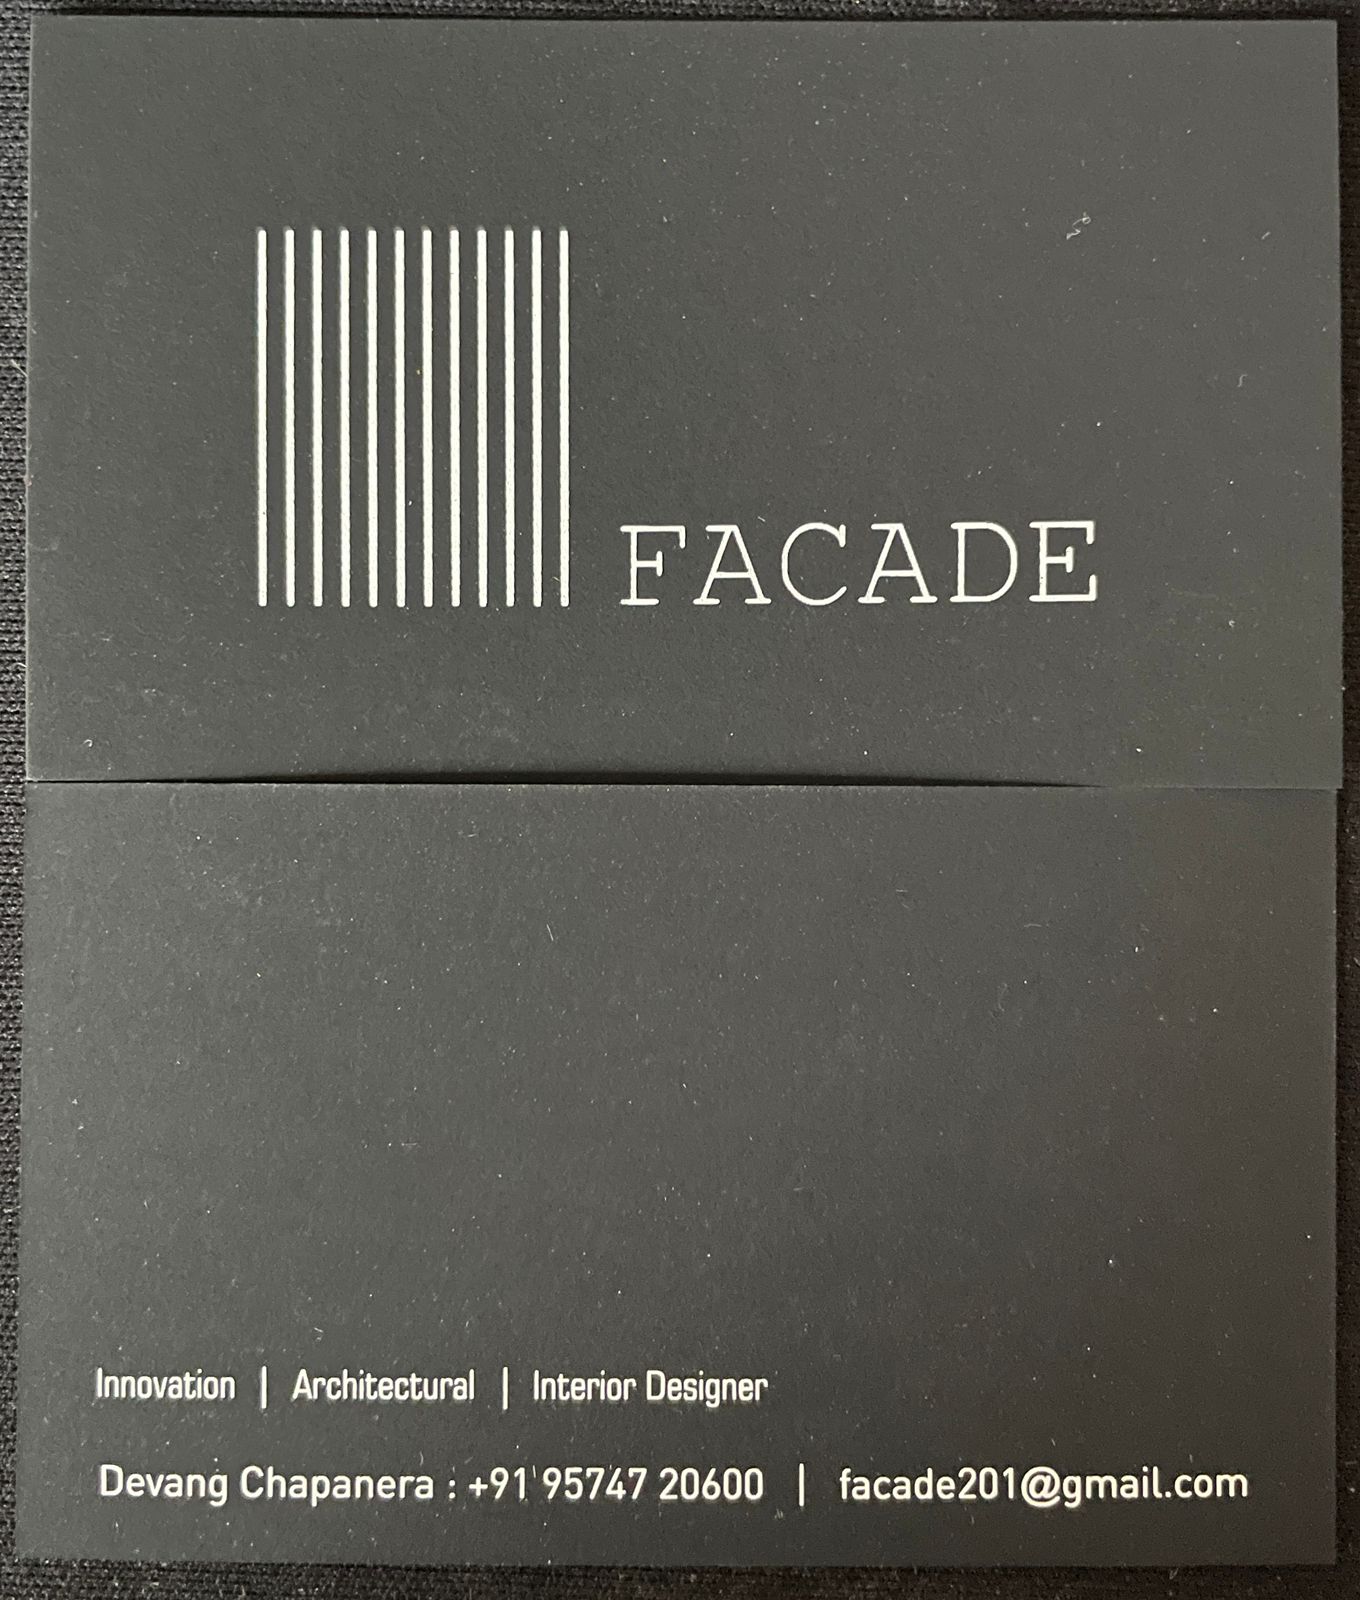 FACADE
Innovation | Architectural | Interior Designer
Devang Chapanera : +91 95747 20600 | facade201@gmail.com